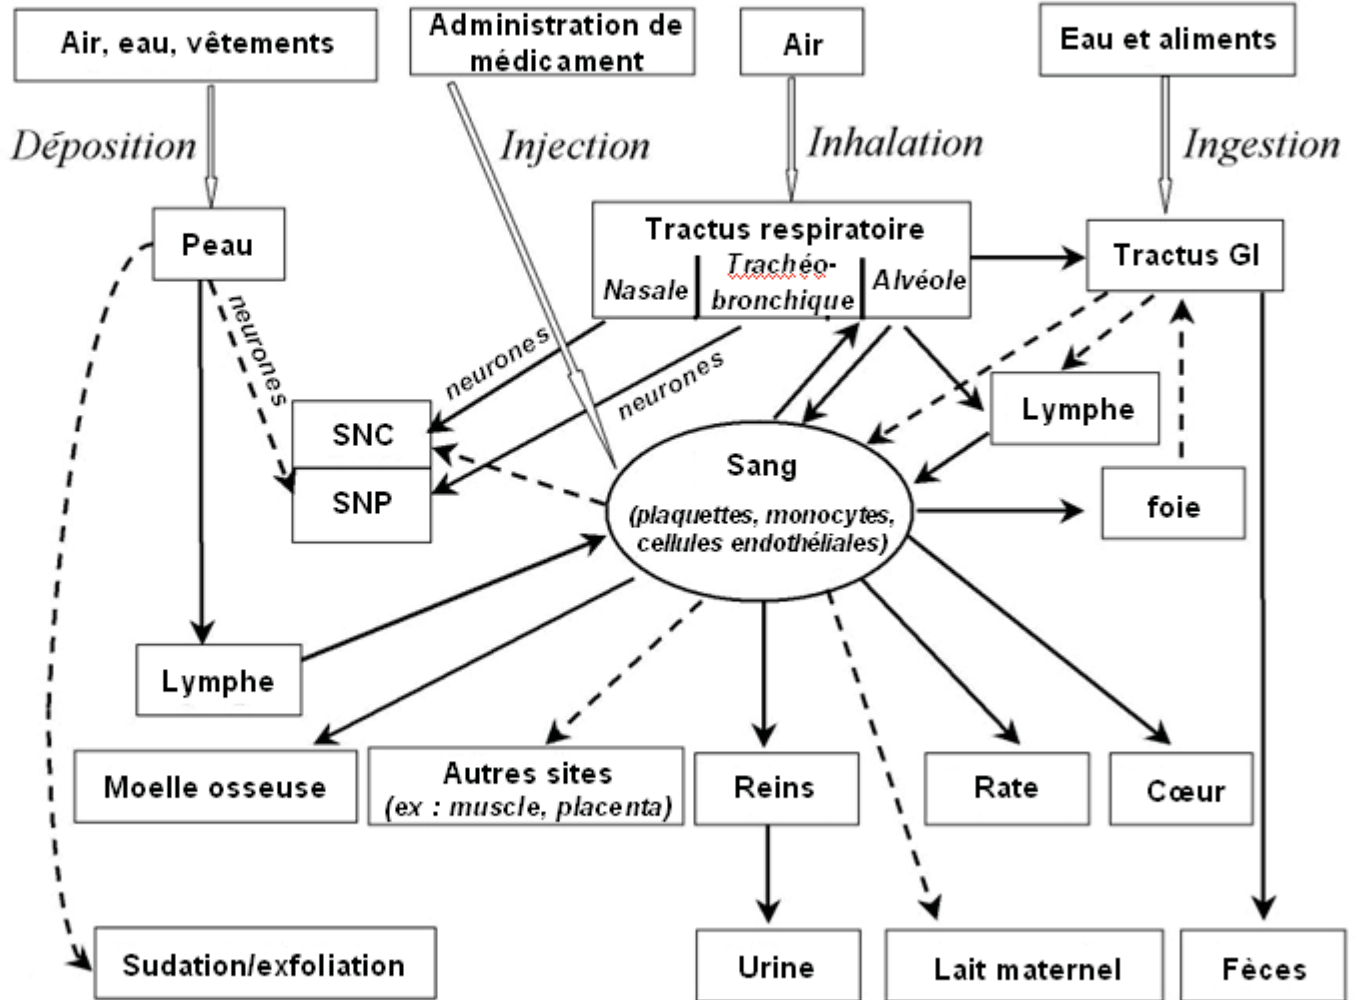 Air, eau, vêtements
Administration de
médicament
Air
Eau et aliments
Déposition
Injection
Inhalation
Ingestion
Peau
Tractus respiratoire
Nasale
Trachéo-
bronchique
Alvéole
Tractus GI
neurones
neurones
neurones
SNC
SNP
Lymphe
Sang
(plaquettes, monocytes,
cellules endothéliales)
foie
Lymphe
Moelle osseuse
Autres sites
(ex : muscle, placenta)
Reins
Rate
Cœur
Sudation/exfoliation
Urine
Lait maternel
Fèces